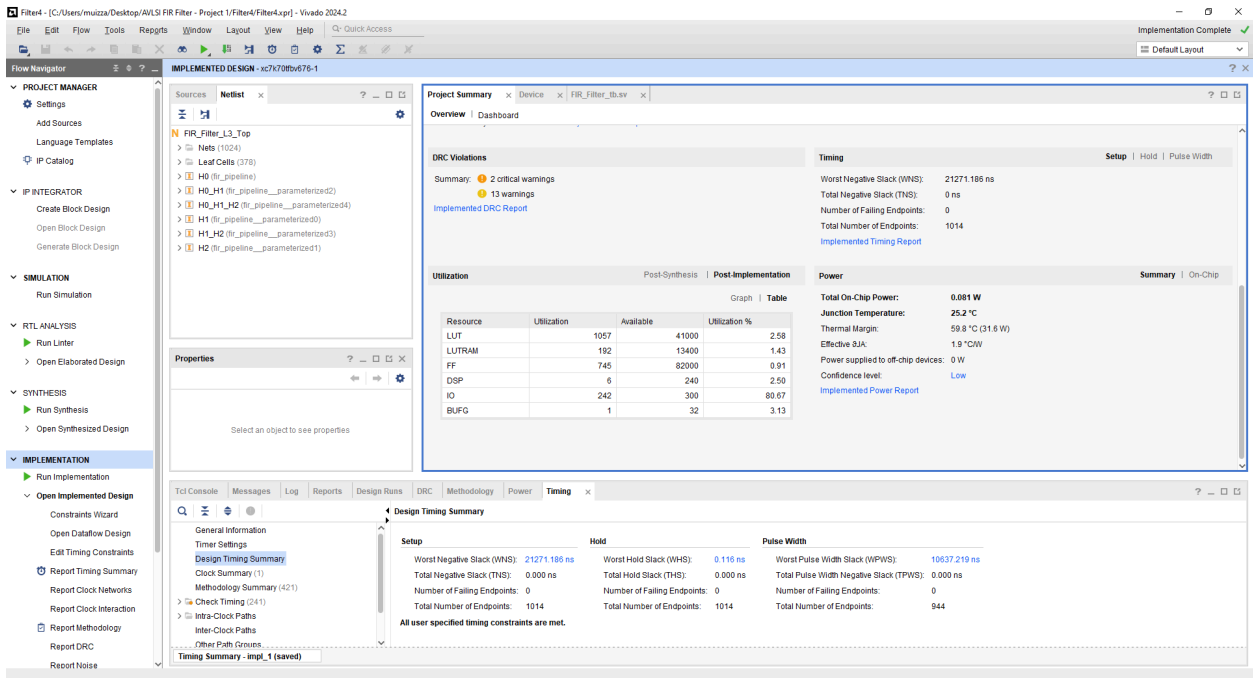 Filter4 - [C:/Users/muizza/Desktop/AVLSI FIR Filter - Project 1/Filter4/Filter4.xpr] - Vivado 2024.2
File Edit Flow Tools Reports Window Layout View Help Quick Access
Implementation Complete
Default Layout
Flow Navigator
PROJECT MANAGER
Settings
Add Sources
Language Templates
IP Catalog
IP INTEGRATOR
Create Block Design
Open Block Design
Generate Block Design
SIMULATION
Run Simulation
RTL ANALYSIS
Run Linter
Open Elaborated Design
SYNTHESIS
Run Synthesis
Open Synthesized Design
IMPLEMENTATION
Run Implementation
Open Implemented Design
Constraints Wizard
Open Dataflow Design
Edit Timing Constraints
Report Timing Summary
Report Clock Networks
Report Clock Interaction
Report Methodology
Report DRC
Report Noise
IMPLEMENTED DESIGN - xc7k70tfbv676-1
Sources Netlist
N FIR_Filter_L3_Top
Nets (1024)
Leaf Cells (378)
H0 (fir_pipeline)
H0_H1 (fir_pipeline__parameterized2)
H0_H1_H2 (fir_pipeline__parameterized4)
H1 (fir_pipeline__parameterized0)
H1_H2 (fir_pipeline__parameterized3)
H2 (fir_pipeline__parameterized1)
Properties
Select an object to see properties
Project Summary Device FIR_Filter_tb.sv
Overview | Dashboard
DRC Violations
Summary: 2 critical warnings
13 warnings
Implemented DRC Report
Timing Setup | Hold | Pulse Width
Worst Negative Slack (WNS): 21271.186 ns
Total Negative Slack (TNS): 0 ns
Number of Failing Endpoints: 0
Total Number of Endpoints: 1014
Implemented Timing Report
Utilization Post-Synthesis | Post-Implementation
Graph | Table
Resource Utilization Available Utilization %
LUT 1057 41000 2.58
LUTRAM 192 13400 1.43
FF 745 82000 0.91
DSP 6 240 2.50
IO 242 300 80.67
BUFG 1 32 3.13
Power Summary | On-Chip
Total On-Chip Power: 0.081 W
Junction Temperature: 25.2 °C
Thermal Margin: 59.8 °C (31.6 W)
Effective ϑJA: 1.9 °C/W
Power supplied to off-chip devices: 0 W
Confidence level: Low
Implemented Power Report
Tcl Console Messages Log Reports Design Runs DRC Methodology Power Timing
General Information
Timer Settings
Design Timing Summary
Clock Summary (1)
Methodology Summary (421)
Check Timing (241)
Intra-Clock Paths
Inter-Clock Paths
Other Path Groups
Timing Summary - impl_1 (saved)
Design Timing Summary
Setup Hold Pulse Width
Worst Negative Slack (WNS): 21271.186 ns Worst Hold Slack (WHS): 0.116 ns Worst Pulse Width Slack (WPWS): 10637.219 ns
Total Negative Slack (TNS): 0.000 ns Total Hold Slack (THS): 0.000 ns Total Pulse Width Negative Slack (TPWS): 0.000 ns
Number of Failing Endpoints: 0 Number of Failing Endpoints: 0 Number of Failing Endpoints: 0
Total Number of Endpoints: 1014 Total Number of Endpoints: 1014 Total Number of Endpoints: 944
All user specified timing constraints are met.